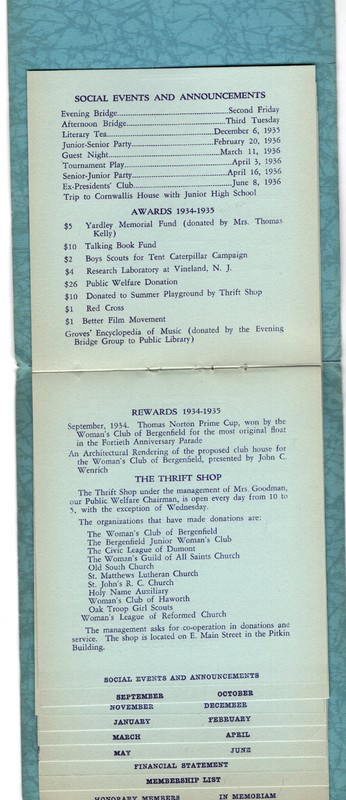 SOCIAL EVENTS AND ANNOUNCEMENTS
Evening Bridge........Second Friday
Afternoon Bridge........Third Tuesday
Literary Tea........December 6, 1935
Junior-Senior Party........February 20, 1936
Guest Night........March 11, 1936
Tournament Play........April 3, 1936
Senior-Junior Party........April 16, 1936
Ex-Presidents' Club........June 8, 1936
Trip to Cornwallis House with Junior High School
AWARDS 1934-1935
$5 Yardley Memorial Fund (donated by Mrs. Thomas
Kelly)
$10 Talking Book Fund
$2 Boys Scouts for Tent Caterpillar Campaign
$4 Research Laboratory at Vineland, N. J.
$26 Public Welfare Donation
$10 Donated to Summer Playground by Thrift Shop
$1 Red Cross
$1 Better Film Movement
Groves' Encyclopedia of Music (donated by the Evening
Bridge Group to Public Library)
REWARDS 1934-1935
September, 1934. Thomas Norton Prime Cup, won by the
Woman's Club of Bergenfield for the most original float
in the Fortieth Anniversary Parade
An Architectural Rendering of the proposed club house for
the Woman's Club of Bergenfield, presented by John C.
Wenrich
THE THRIFT SHOP
The Thrift Shop under the management of Mrs. Goodman,
our Public Welfare Chairman, is open every day from 10 to
5, with the exception of Wednesday.
The organizations that have made donations are:
The Woman's Club of Bergenfield
The Bergenfield Junior Woman's Club
The Civic League of Dumont
The Woman's Guild of All Saints Church
Old South Church
St. Matthews Lutheran Church
St. John's R. C. Church
Holy Name Auxiliary
Woman's Club of Haworth
Oak Troop Girl Scouts
Woman's League of Reformed Church
The management asks for co-operation in donations and
service. The shop is located on E. Main Street in the Pitkin
Building.
SOCIAL EVENTS AND ANNOUNCEMENTS
SEPTEMBER OCTOBER
NOVEMBER DECEMBER
JANUARY FEBRUARY
MARCH APRIL
MAY JUNE
FINANCIAL STATEMENT
MEMBERSHIP LIST
HONORARY MEMBERS IN MEMORIAM